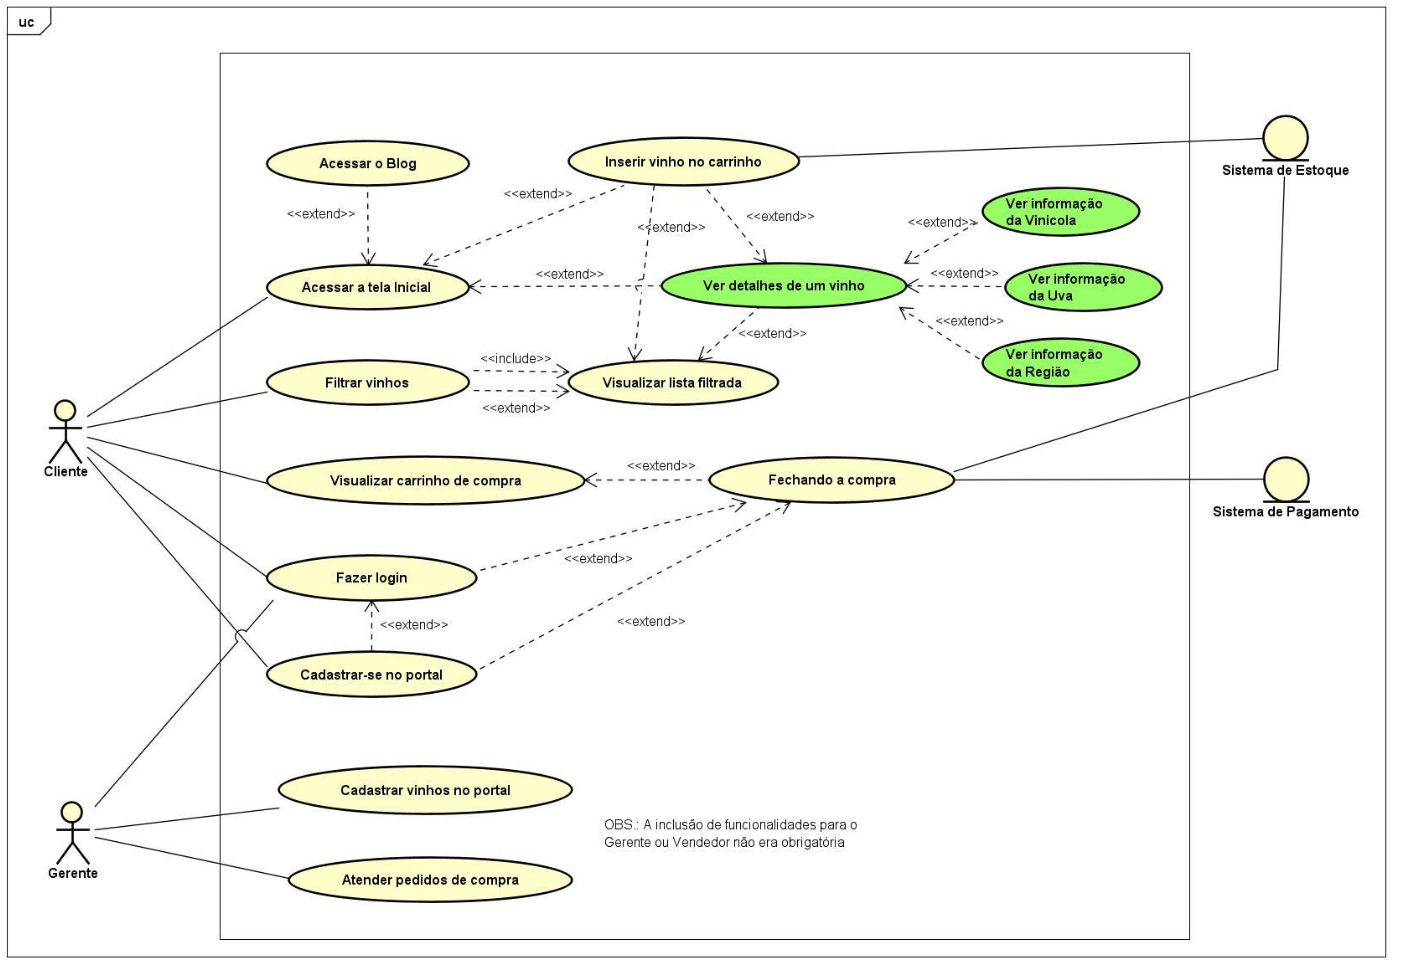 uc
Acessar o Blog
Inserir vinho no carrinho
Sistema de Estoque
<<extend>>
<<extend>>
<<extend>>
<<extend>>
Ver informação
da Vinicola
<<extend>>
Acessar a tela Inicial
<<extend>>
Ver detalhes de um vinho
<<extend>>
Ver informação
da Uva
<<extend>>
<<extend>>
Ver informação
da Região
Filtrar vinhos
<<include>>
<<extend>>
Visualizar lista filtrada
Cliente
Visualizar carrinho de compra
<<extend>>
Fechando a compra
Sistema de Pagamento
Fazer login
<<extend>>
<<extend>>
<<extend>>
Cadastrar-se no portal
Cadastrar vinhos no portal
OBS.: A inclusão de funcionalidades para o
Gerente ou Vendedor não era obrigatória
Gerente
Atender pedidos de compra